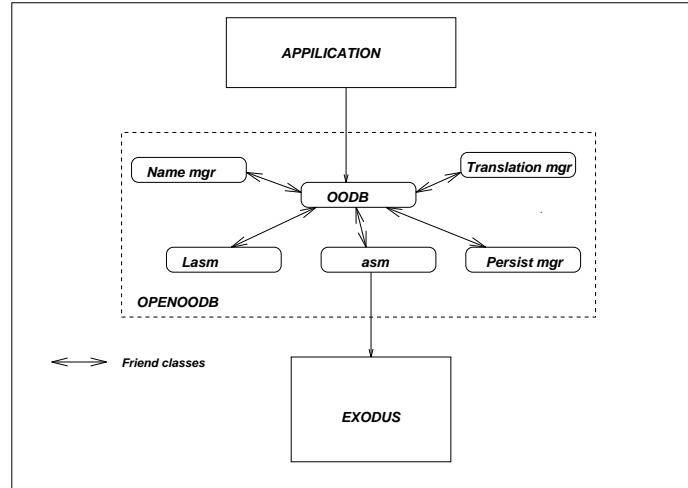 APPILICATION
Name mgr
Translation mgr
OODB
Lasm
asm
Persist mgr
OPENOODB
Friend classes
EXODUS